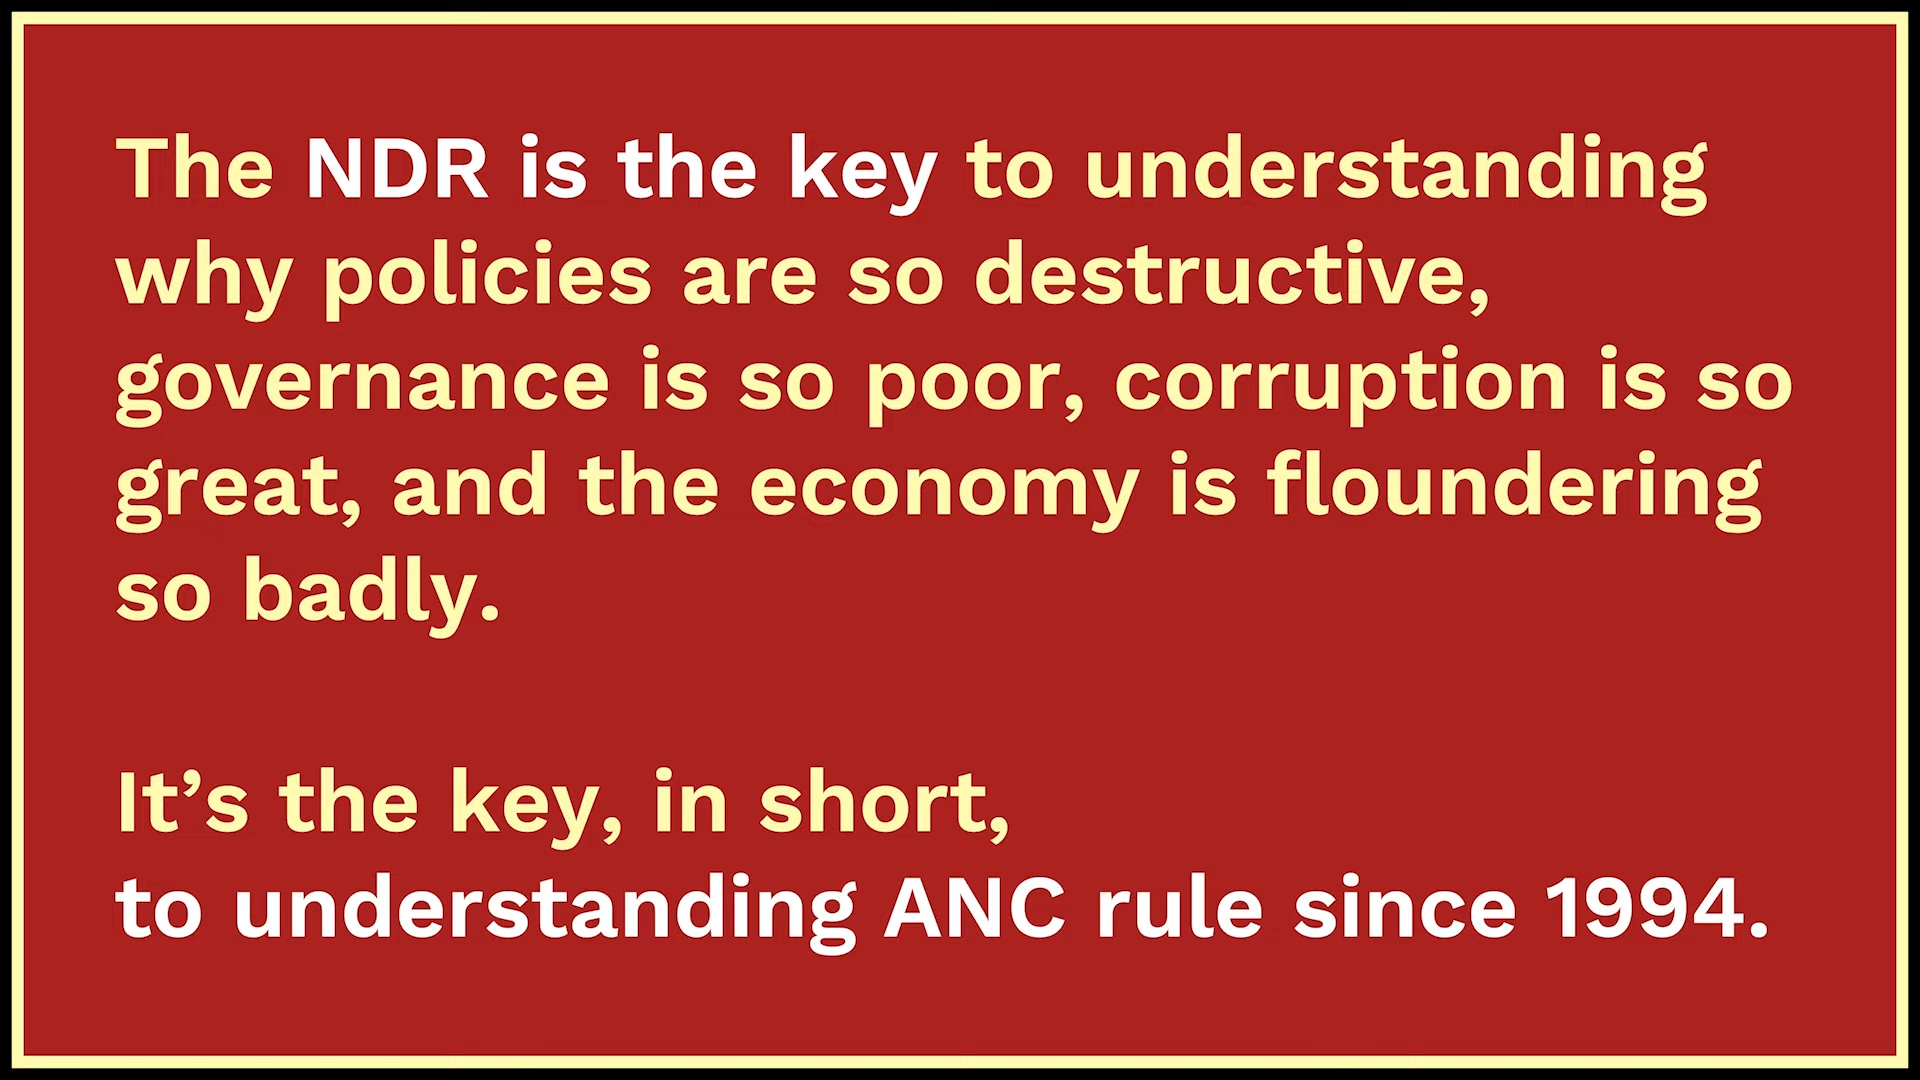 The NDR is the key to understanding
why policies are so destructive,
governance is so poor, corruption is so
great, and the economy is floundering
so badly.
It’s the key, in short,
to understanding ANC rule since 1994.